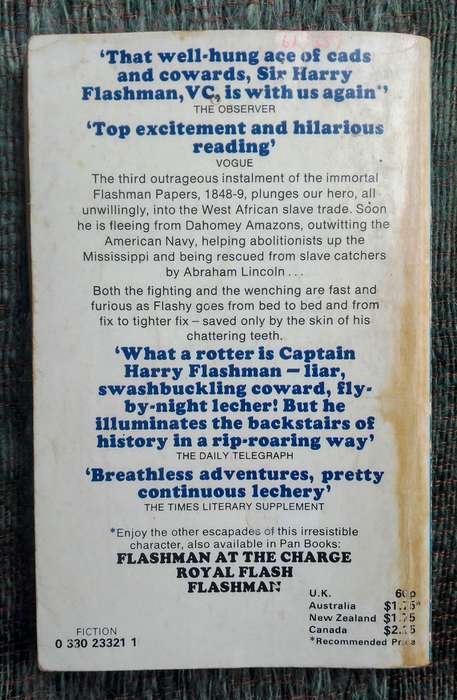 ‘That well-hung ace of cads
and cowards, Sir Harry
Flashman, VC, is with us again*’
THE OBSERVER
‘Top excitement and hilarious
reading’
VOGUE
The third outrageous instalment of the immortal
Flashman Papers, 1848-9, plunges our hero, all
unwillingly, into the West African slave trade. Soon
he is fleeing from Dahomey Amazons, outwitting the
American Navy, helping abolitionists up the
Mississippi and being rescued from slave catchers
by Abraham Lincoln ...
Both the fighting and the wenching are fast and
furious as Flashy goes from bed to bed and from
fix to tighter fix – saved only by the skin of his
chattering teeth.
‘What a rotter is Captain
Harry Flashman – liar,
swashbuckling coward, fly-
by-night lecher! But he
illuminates the backstairs of
history in a rip-roaring way’
THE DAILY TELEGRAPH
‘Breathless adventures, pretty
continuous lechery’
THE TIMES LITERARY SUPPLEMENT
*Enjoy the other escapades of this irresistible
character, also available in Pan Books:
FLASHMAN AT THE CHARGE
ROYAL FLASH
FLASHMAN
U.K. 60p
Australia $1.75*
New Zealand $1.75
Canada
*Recommended Price
FICTION
0 330 23321 1